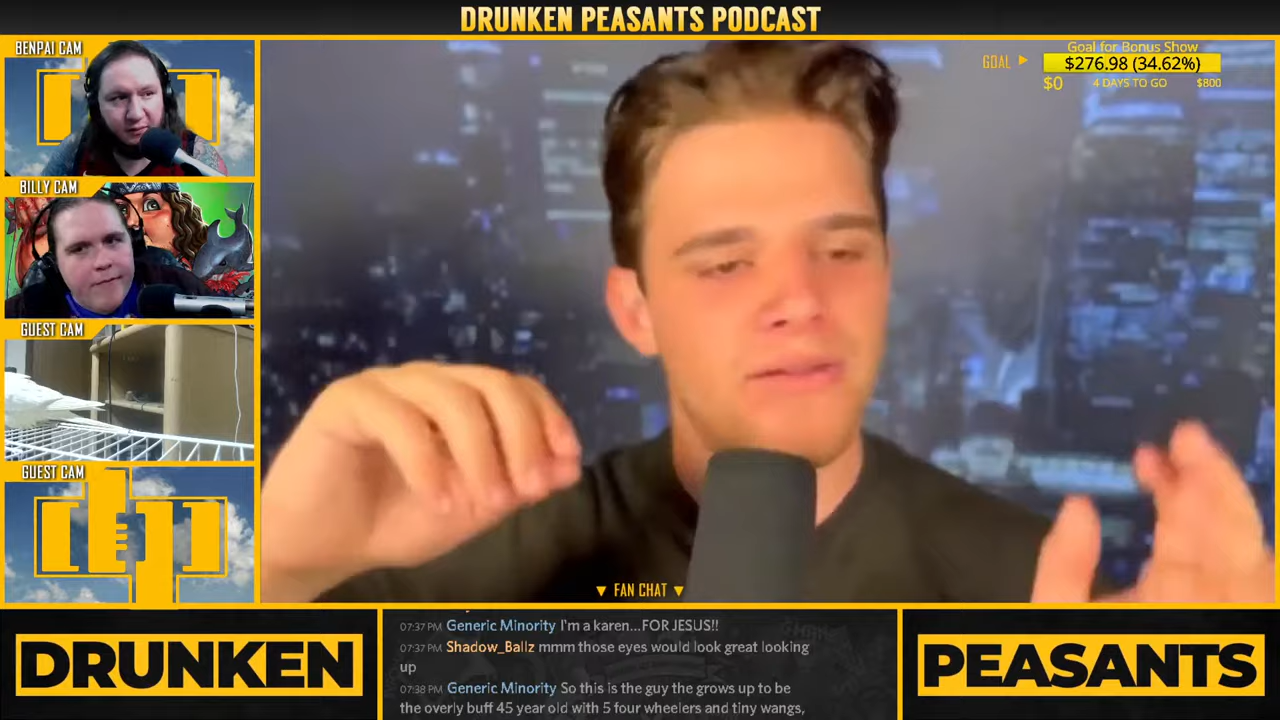 DRUNKEN PEASANTS PODCAST
BENPAI CAM
BILLY CAM
GUEST CAM
GUEST CAM
GOAL ▶
Goal for Bonus Show
$276.98 (34.62%)
$0 4 DAYS TO GO $800
▼ FAN CHAT ▼
07:37 PM Generic Minority I'm a karen...FOR JESUS!!
07:37 PM Shadow_Ballz mmm those eyes would look great looking
up
07:38 PM Generic Minority So this is the guy the grows up to be
the overly buff 45 year old with 5 four wheelers and tiny wangs,
DRUNKEN
PEASANTS